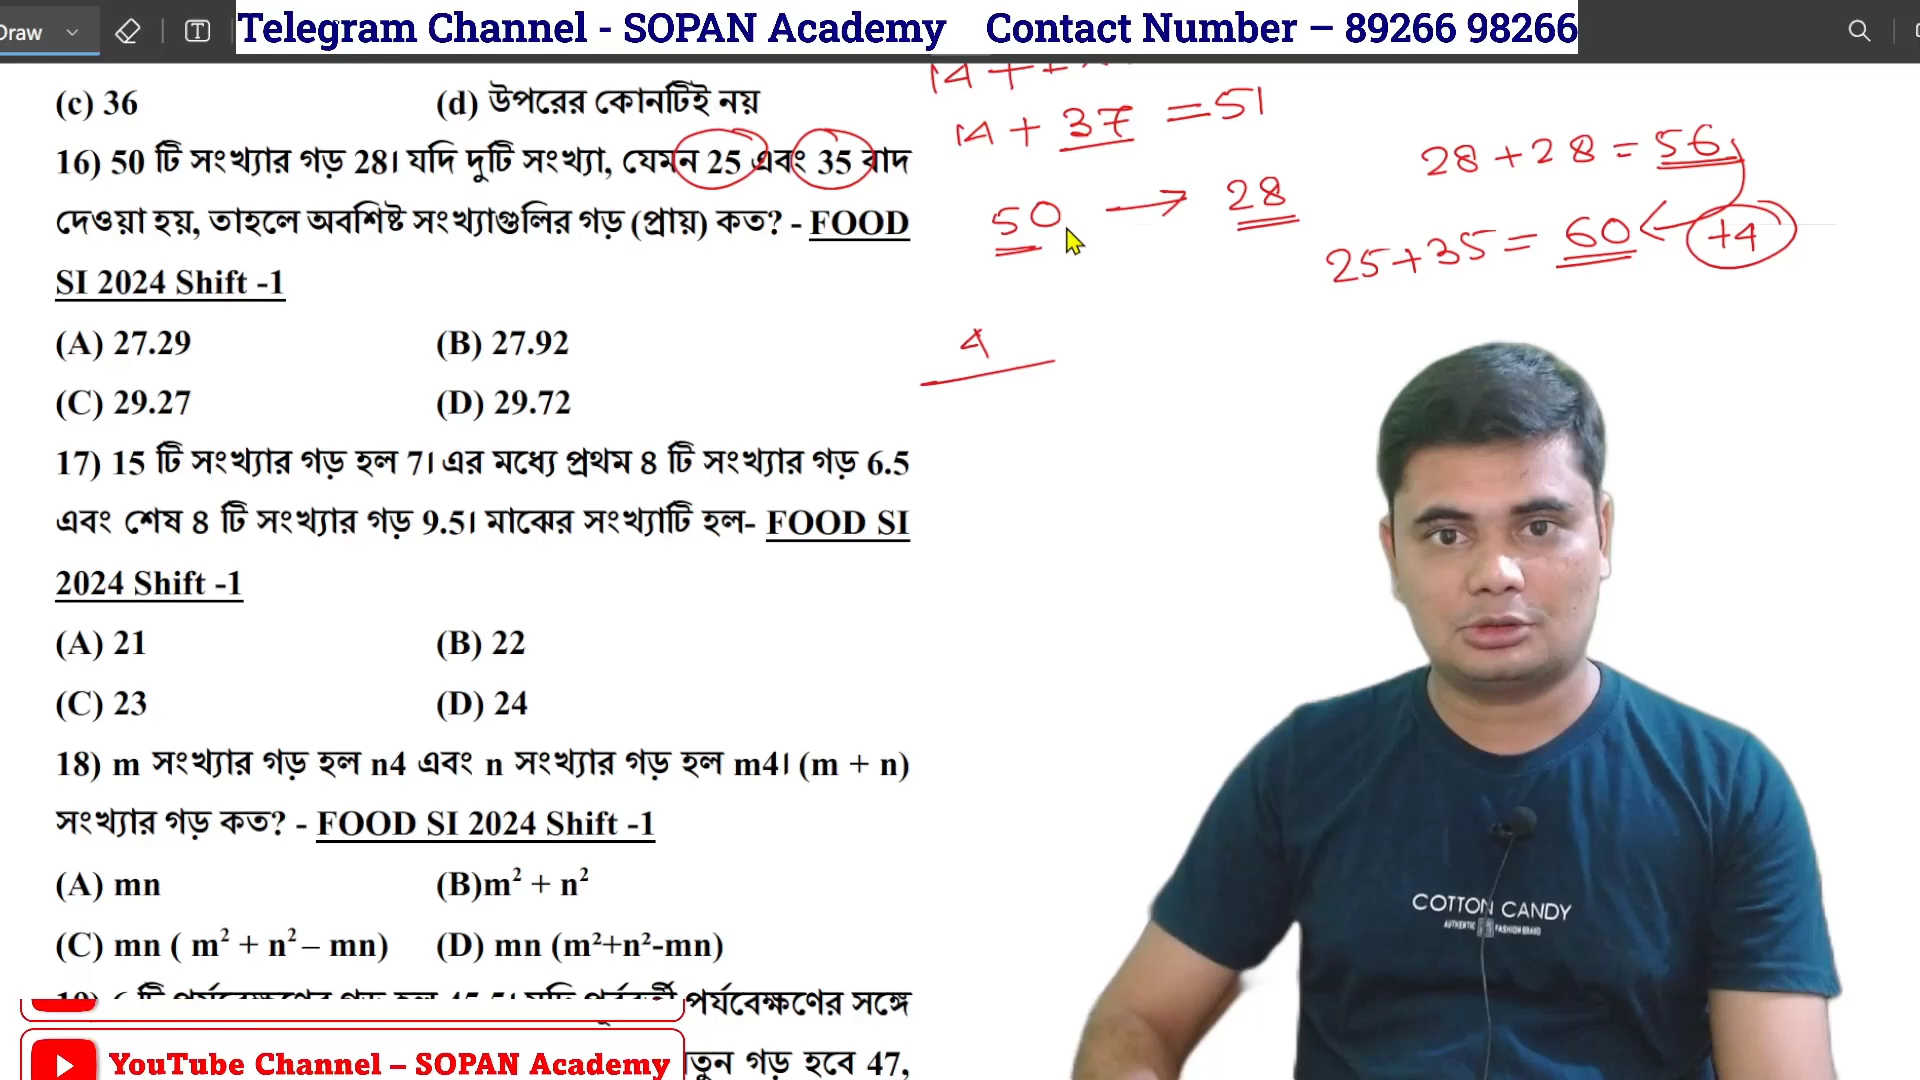 Draw
Telegram Channel - SOPAN Academy Contact Number – 89266 98266
(c) 36 (d) উপরের কোনটিই নয়
16) 50 টি সংখ্যার গড় 28। যদি দুটি সংখ্যা, যেমন 25 এবং 35 বাদ
দেওয়া হয়, তাহলে অবশিষ্ট সংখ্যাগুলির গড় (প্রায়) কত? - FOOD
SI 2024 Shift -1
(A) 27.29 (B) 27.92
(C) 29.27 (D) 29.72
17) 15 টি সংখ্যার গড় হল 7। এর মধ্যে প্রথম 8 টি সংখ্যার গড় 6.5
এবং শেষ 8 টি সংখ্যার গড় 9.5। মাঝের সংখ্যাটি হল- FOOD SI
2024 Shift -1
(A) 21 (B) 22
(C) 23 (D) 24
18) m সংখ্যার গড় হল n4 এবং n সংখ্যার গড় হল m4। (m + n)
সংখ্যার গড় কত? - FOOD SI 2024 Shift -1
(A) mn (B)m² + n²
(C) mn ( m² + n² – mn) (D) mn (m²+n²-mn)
পর্যবেক্ষণের সঙ্গে
গড় হবে 47,
YouTube Channel – SOPAN Academy
14 + 37 = 51
50 → 28
4
28 + 28 = 56
25 + 35 = 60 ← +4
COTTON CANDY
AUTHENTIC FASHION BRAND